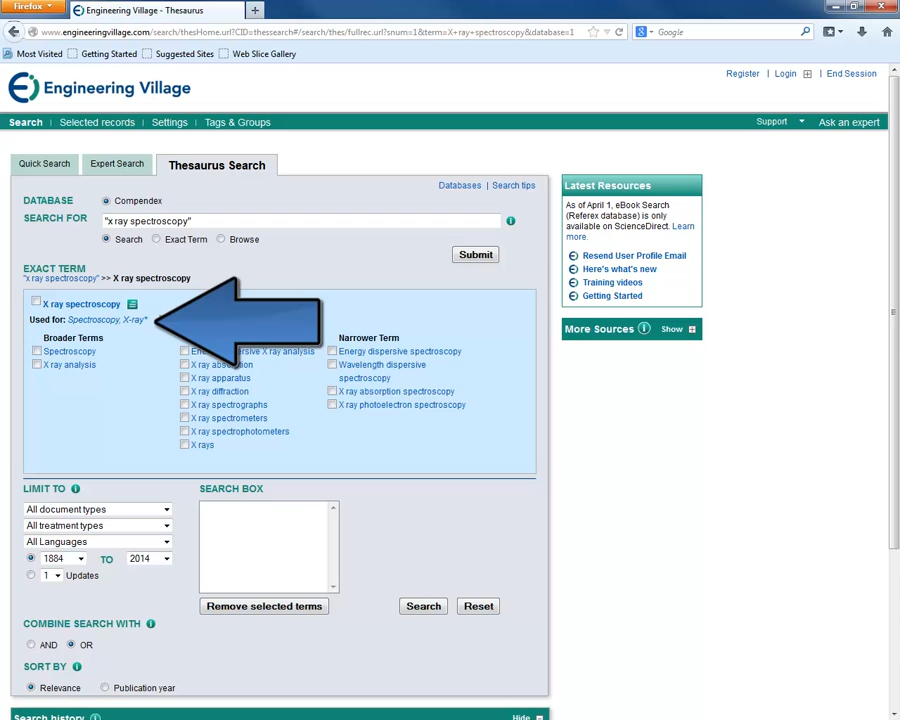 Firefox
Engineering Village - Thesaurus
www.engineeringvillage.com/search/thesHome.url?CID=thessearch#/search/thes/fullrec.url?snum=1&term=X+ray+spectroscopy&database=1
Google
Most Visited
Getting Started
Suggested Sites
Web Slice Gallery
Register | Login | End Session
Engineering Village
Search | Selected records | Settings | Tags & Groups
Support
Ask an expert
Quick Search
Expert Search
Thesaurus Search
Databases | Search tips
DATABASE
Compendex
SEARCH FOR
"x ray spectroscopy"
Search
Exact Term
Browse
Submit
EXACT TERM
"x ray spectroscopy" >> X ray spectroscopy
X ray spectroscopy
Used for: Spectroscopy, X-ray*
Broader Terms
Spectroscopy
X ray analysis
X ray analysis
X ray
X ray apparatus
X ray diffraction
X ray spectrographs
X ray spectrometers
X ray spectrophotometers
X rays
Narrower Term
Energy dispersive spectroscopy
Wavelength dispersive
spectroscopy
X ray absorption spectroscopy
X ray photoelectron spectroscopy
LIMIT TO
All document types
All treatment types
All Languages
1884 TO 2014
1 Updates
SEARCH BOX
Remove selected terms
Search
Reset
COMBINE SEARCH WITH
AND
OR
SORT BY
Relevance
Publication year
Search history
Hide
Latest Resources
As of April 1, eBook Search
(Referex database) is only
available on ScienceDirect. Learn
more.
Resend User Profile Email
Here's what's new
Training videos
Getting Started
More Sources
Show